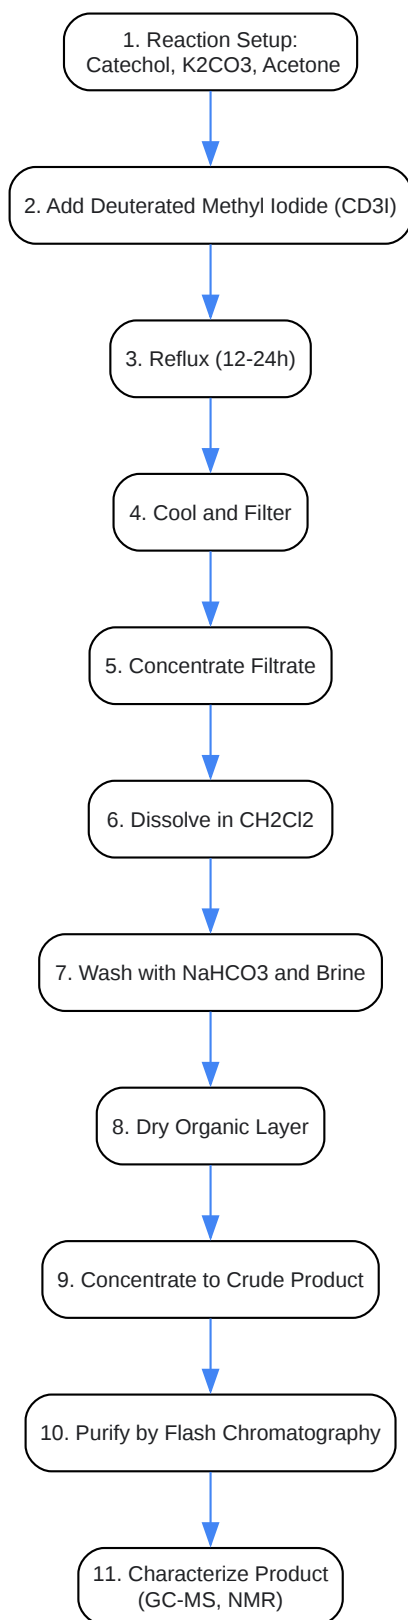 1. Reaction Setup:
Catechol, K2CO3, Acetone
2. Add Deuterated Methyl Iodide (CD3I)
3. Reflux (12-24h)
4. Cool and Filter
5. Concentrate Filtrate
6. Dissolve in CH2Cl2
7. Wash with NaHCO3 and Brine
8. Dry Organic Layer
9. Concentrate to Crude Product
10. Purify by Flash Chromatography
11. Characterize Product
(GC-MS, NMR)